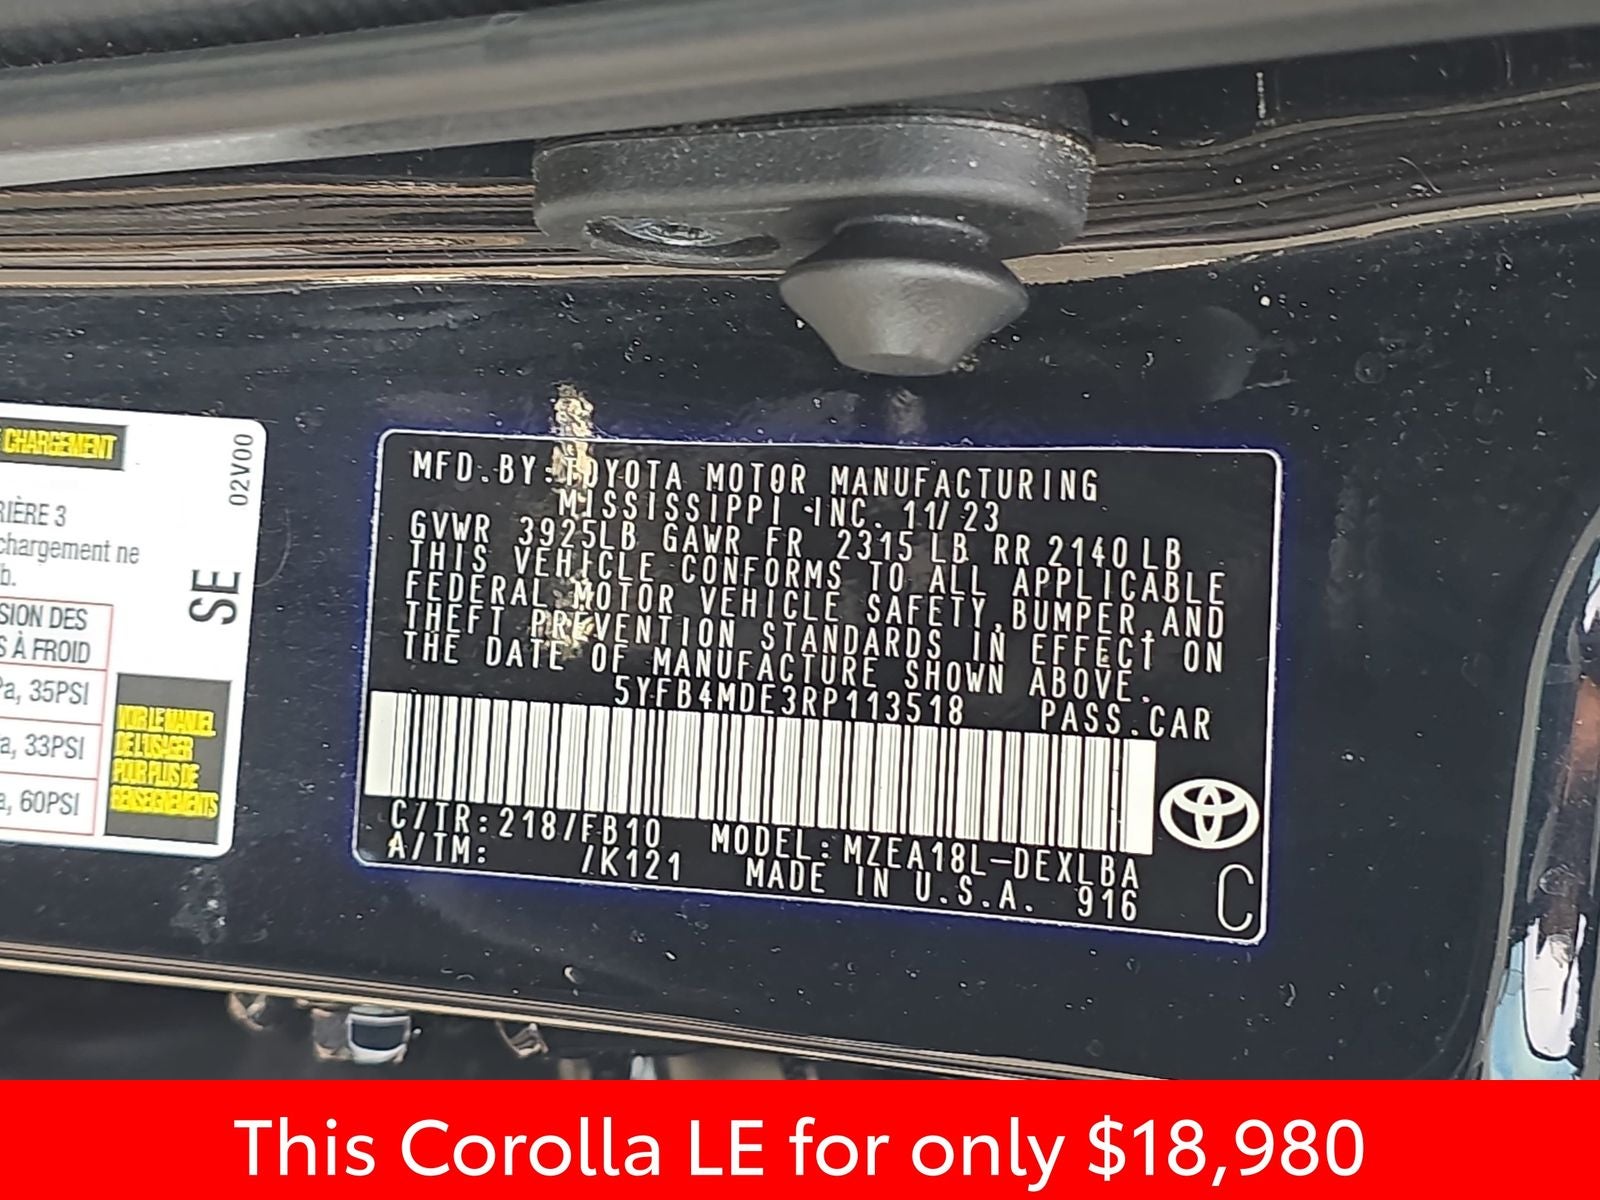 CHARGEMENT
02V00
RIÈRE 3
chargement ne
b.
SE
SION DES
S À FROID
Pa, 35PSI
a, 33PSI
a, 60PSI
VOIR LE MANUEL
DE L'USAGER
POUR PLUS DE
RENSEIGNEMENTS
MFD.BY:TOYOTA MOTOR MANUFACTURING
MISSISSIPPI INC. 11/23
GVWR 3925LB GAWR FR 2315 LB RR 2140 LB
THIS VEHICLE CONFORMS TO ALL APPLICABLE
FEDERAL MOTOR VEHICLE SAFETY,BUMPER,AND
THEFT PREVENTION STANDARDS IN EFFECT ON
THE DATE OF MANUFACTURE SHOWN ABOVE.
5YFB4MDE3RP113518 PASS.CAR
C/TR:218/FB10 MODEL:MZEA18L-DEXLBA
A/TM: /K121 MADE IN U.S.A. 916
C
This Corolla LE for only $18,980